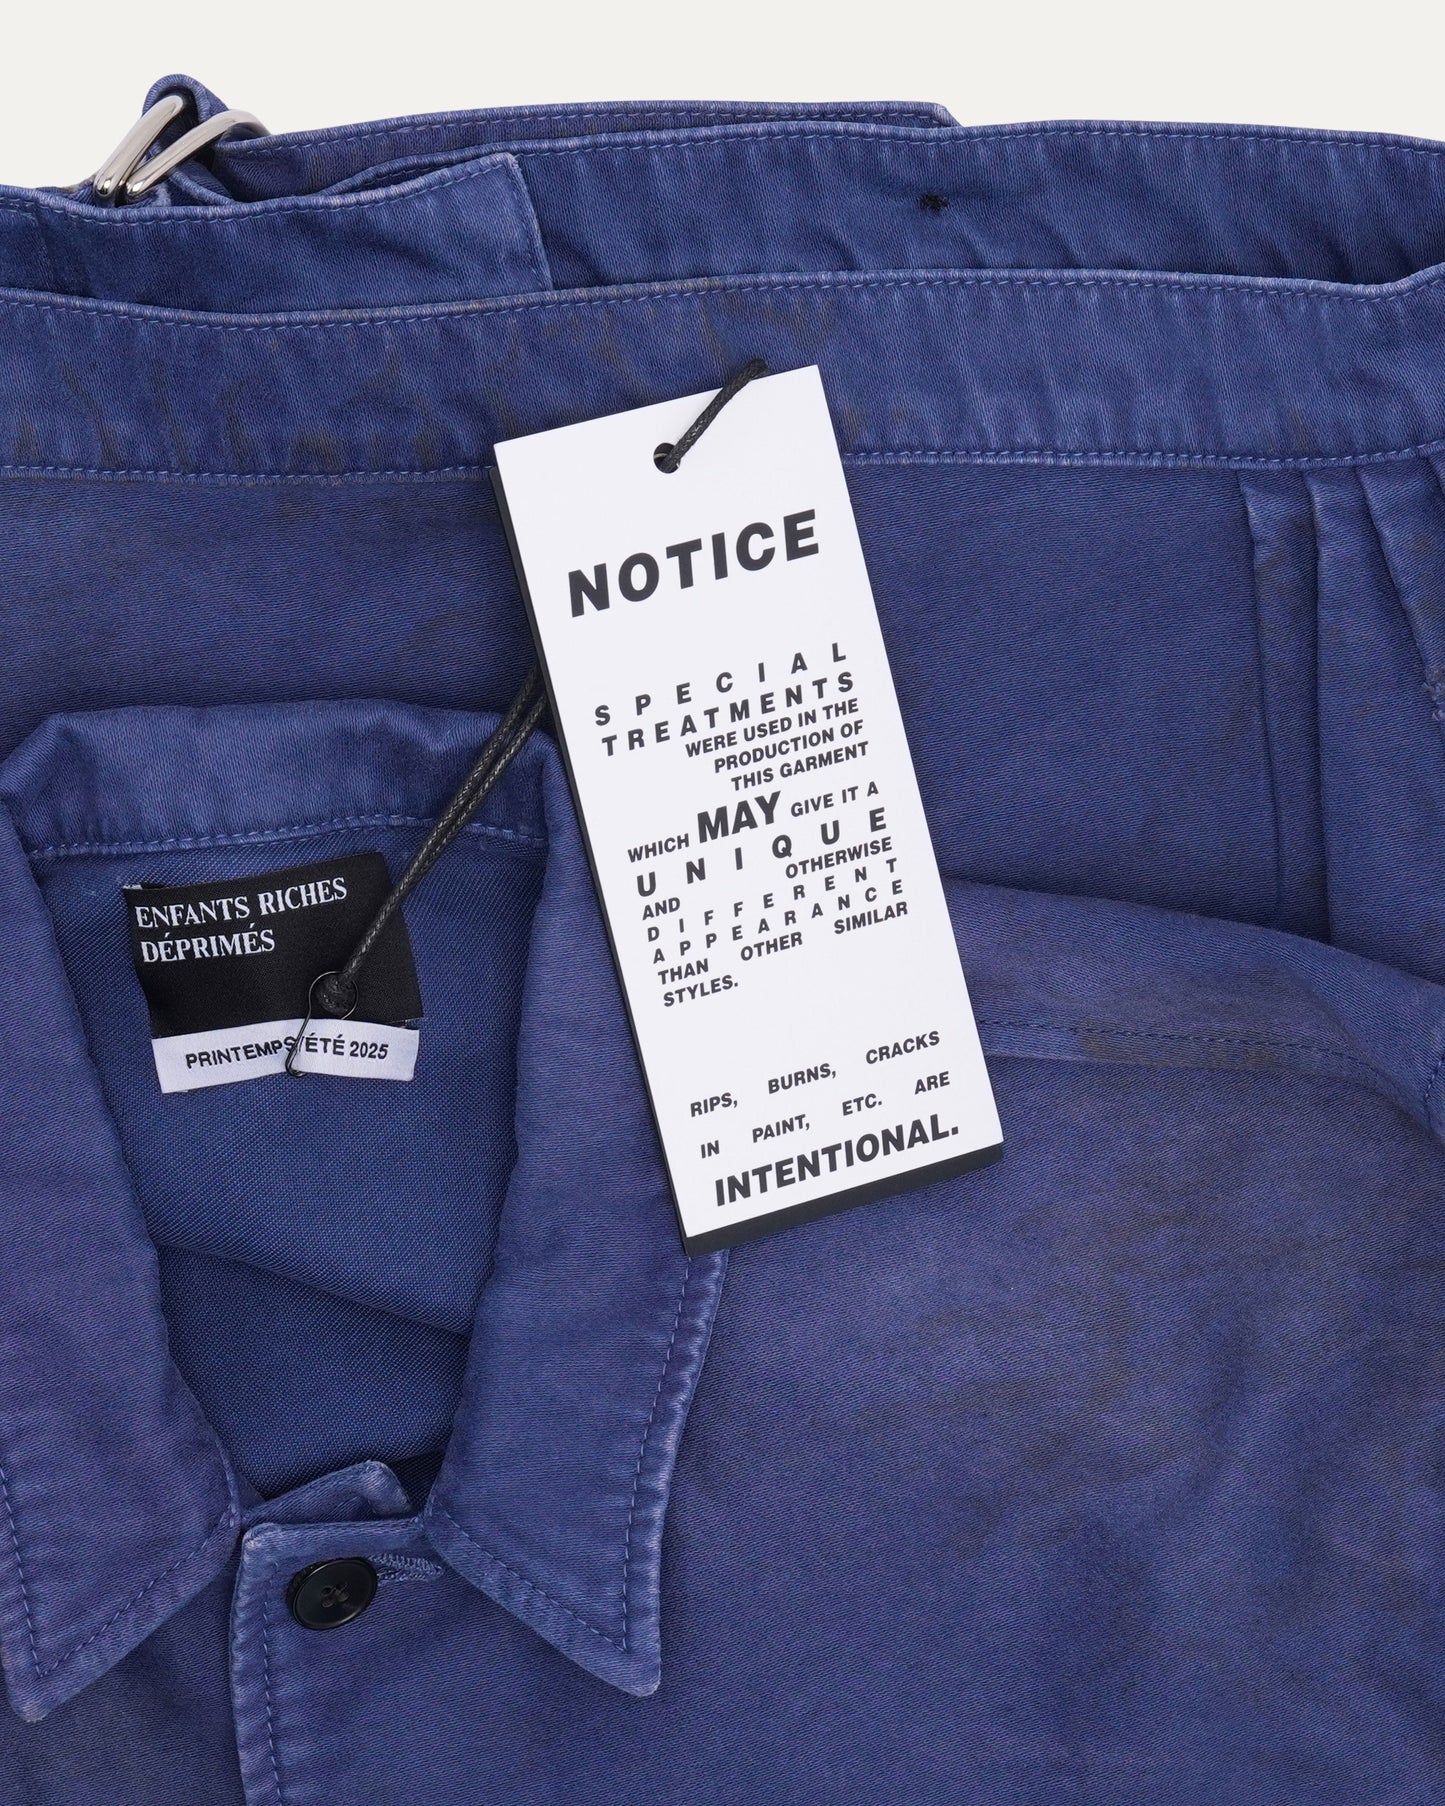 ENFANTS RICHES
DÉPRIMÉS
PRINTEMPS/ÉTÉ 2025
NOTICE
SPECIAL
TREATMENTS
WERE USED IN THE
PRODUCTION OF
THIS GARMENT
WHICH MAY GIVE IT A
UNIQUE
AND OTHERWISE
DIFFERENT
APPEARANCE
THAN OTHER SIMILAR
STYLES.
RIPS, BURNS, CRACKS
IN PAINT, ETC. ARE
INTENTIONAL.